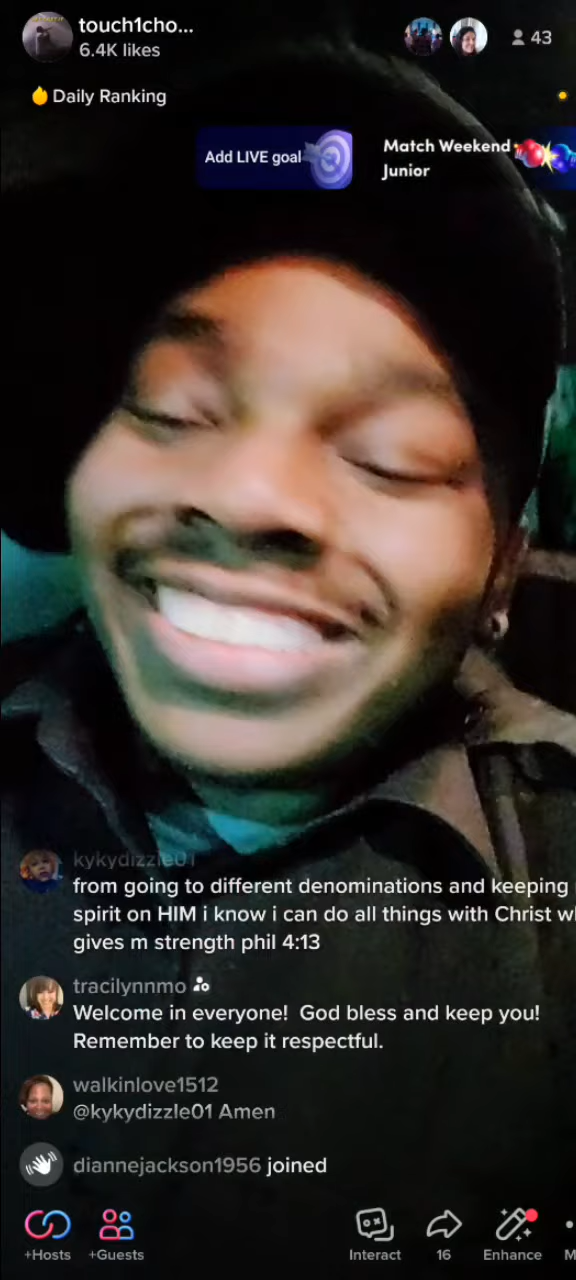 touch1cho...
6.4K likes
43
Daily Ranking
Add LIVE goal
Match Weekend
Junior
kykydizzle01
from going to different denominations and keeping
spirit on HIM i know i can do all things with Christ
gives m strength phil 4:13
tracilynnmo
Welcome in everyone!  God bless and keep you!
Remember to keep it respectful.
walkinlove1512
@kykydizzle01 Amen
diannejackson1956 joined
+Hosts
+Guests
Interact
16
Enhance